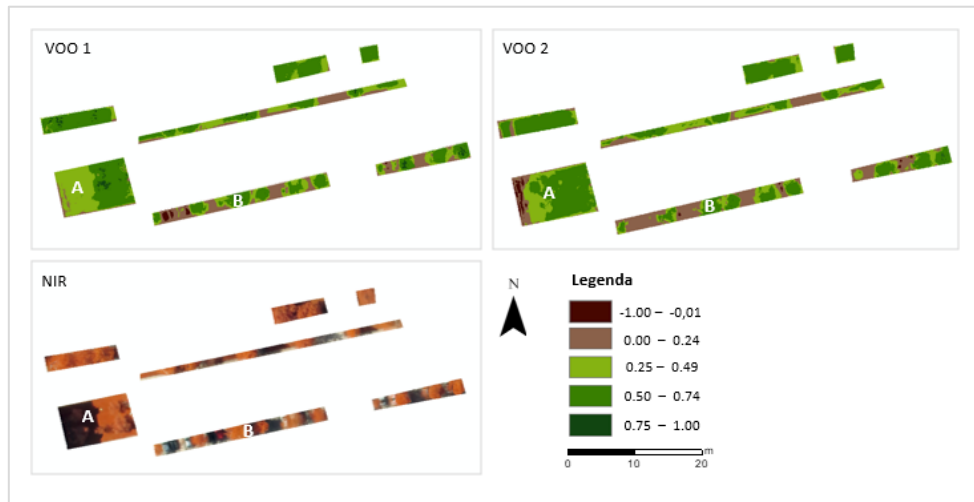 VOO 1
A
B
VOO 2
A
B
NIR
A
B
N
Legenda
-1.00 – -0,01
0.00 – 0.24
0.25 – 0.49
0.50 – 0.74
0.75 – 1.00
m
0 10 20